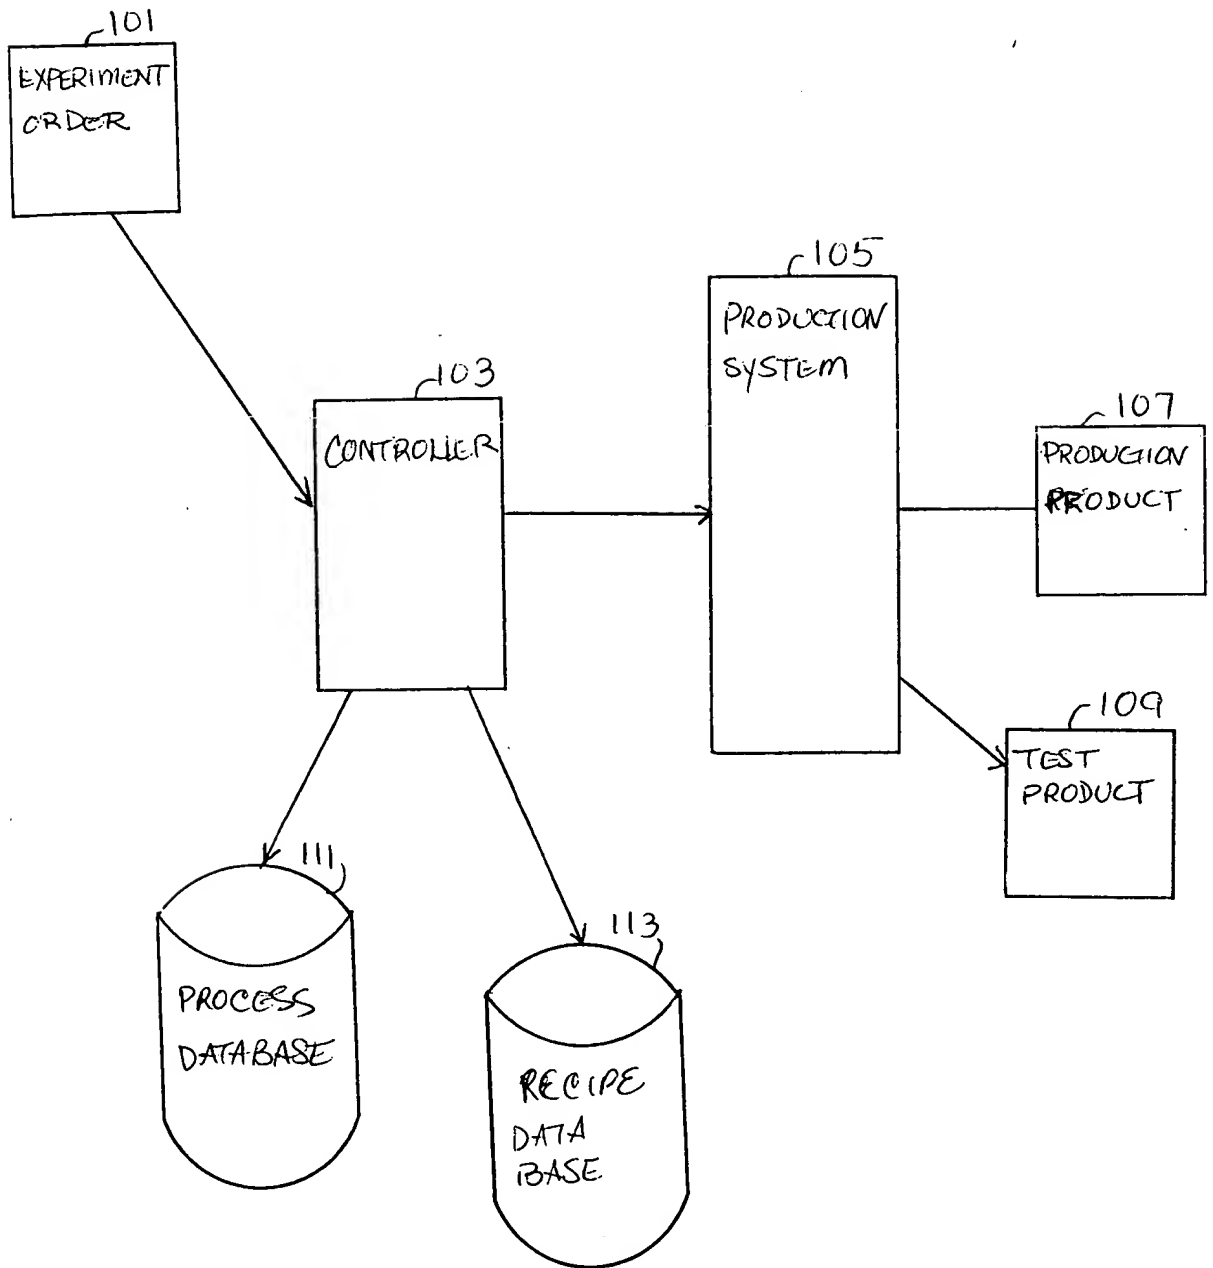 101
EXPERIMENT
ORDER
105
PRODUCTION
SYSTEM
103
CONTROLLER
107
PRODUCTION
PRODUCT
109
TEST
PRODUCT
111
PROCESS
DATABASE
113
RECIPE
DATA
BASE